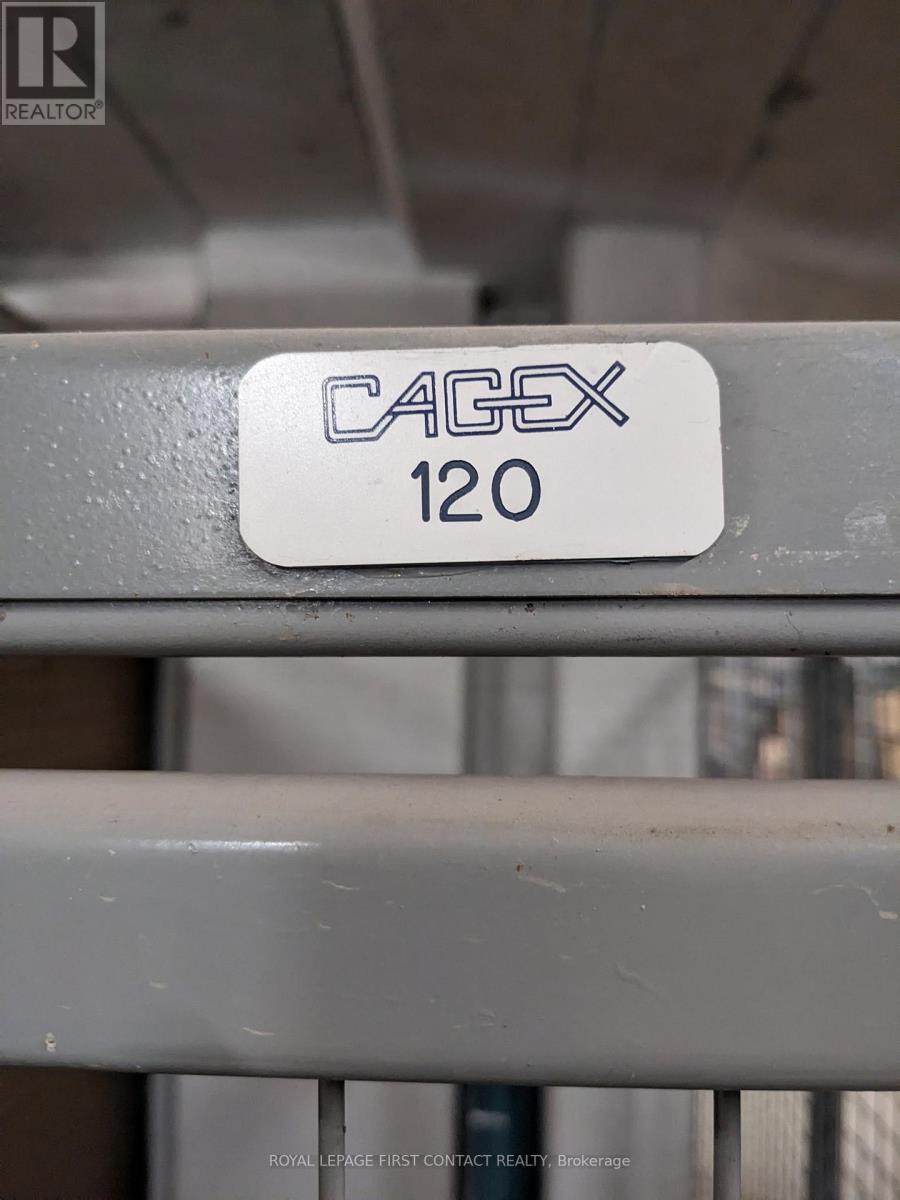 R
REALTOR®
CAGEX
120
ROYAL LEPAGE FIRST CONTACT REALTY, Brokerage